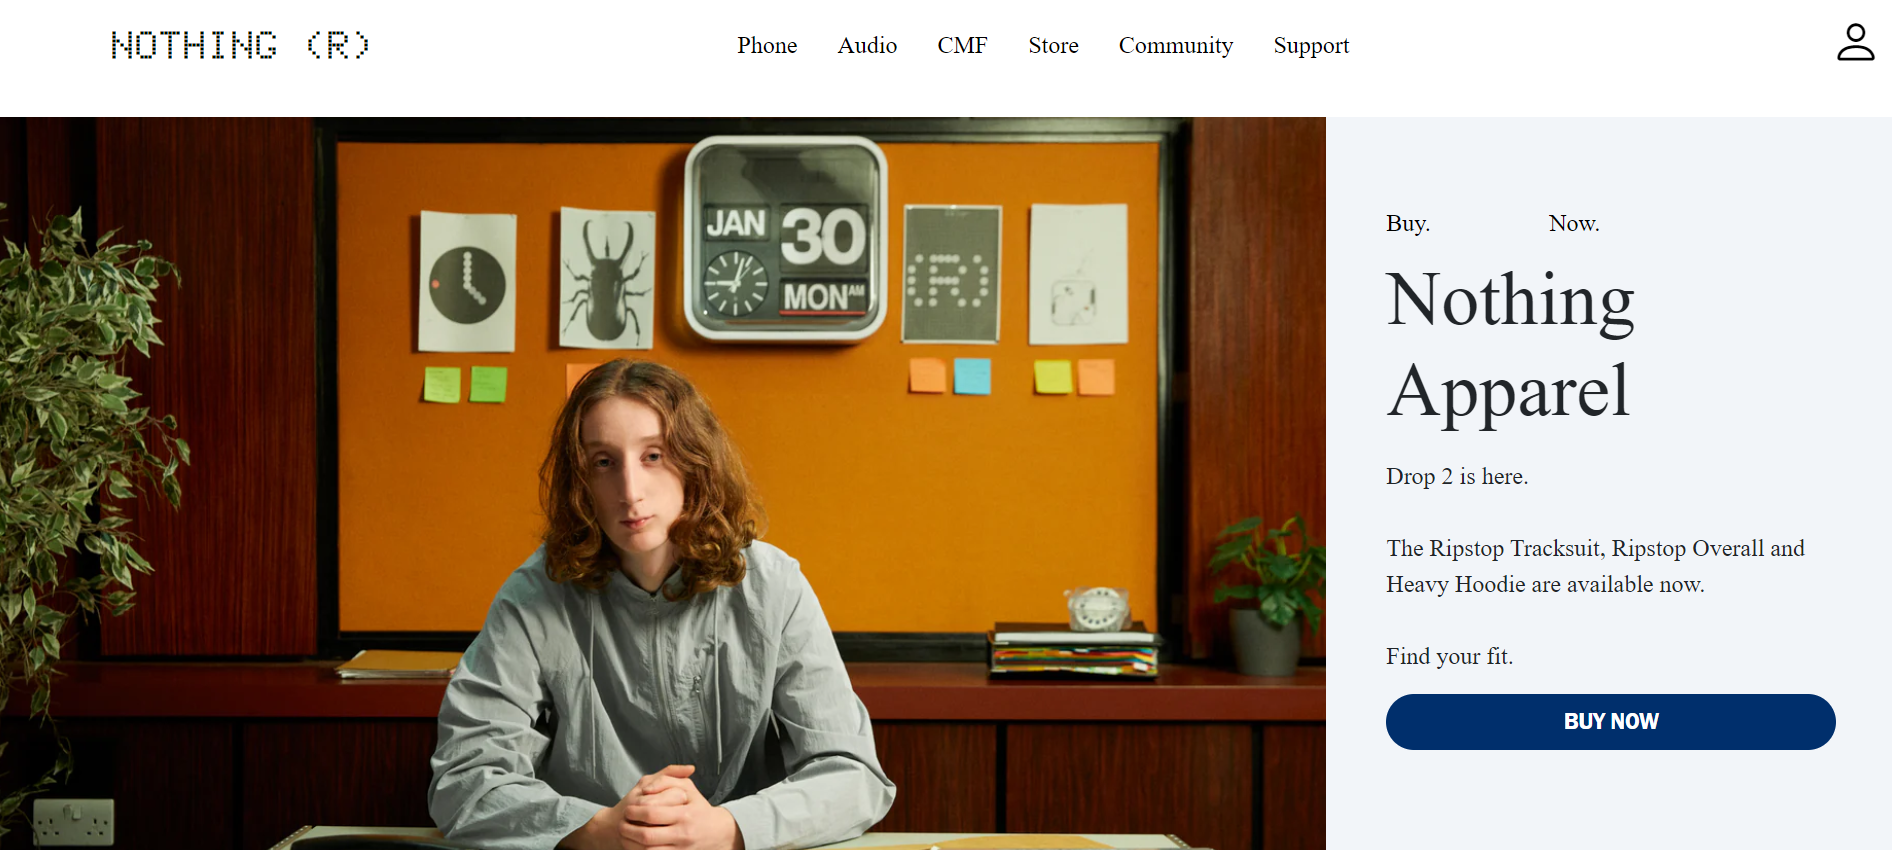 NOTHING (R)
Phone Audio CMF Store Community Support
JAN 30
MON AM
(R)
Buy. Now.
Nothing
Apparel
Drop 2 is here.
The Ripstop Tracksuit, Ripstop Overall and
Heavy Hoodie are available now.
Find your fit.
BUY NOW